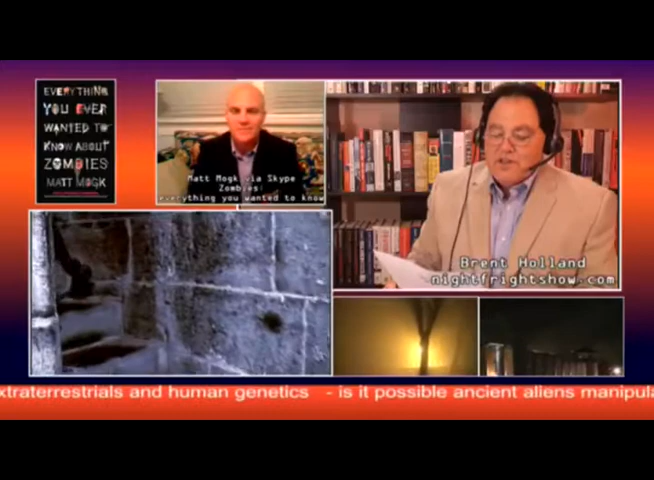 EVERYTHING
YOU EVER
WANTED TO
KNOW ABOUT
ZOMBIES
MATT MOGK
Matt Mogk via Skype
Zombies:
everything you wanted to know
Brent Holland
nightfrightshow.com
xtraterrestrials and human genetics - is it possible ancient aliens manipula